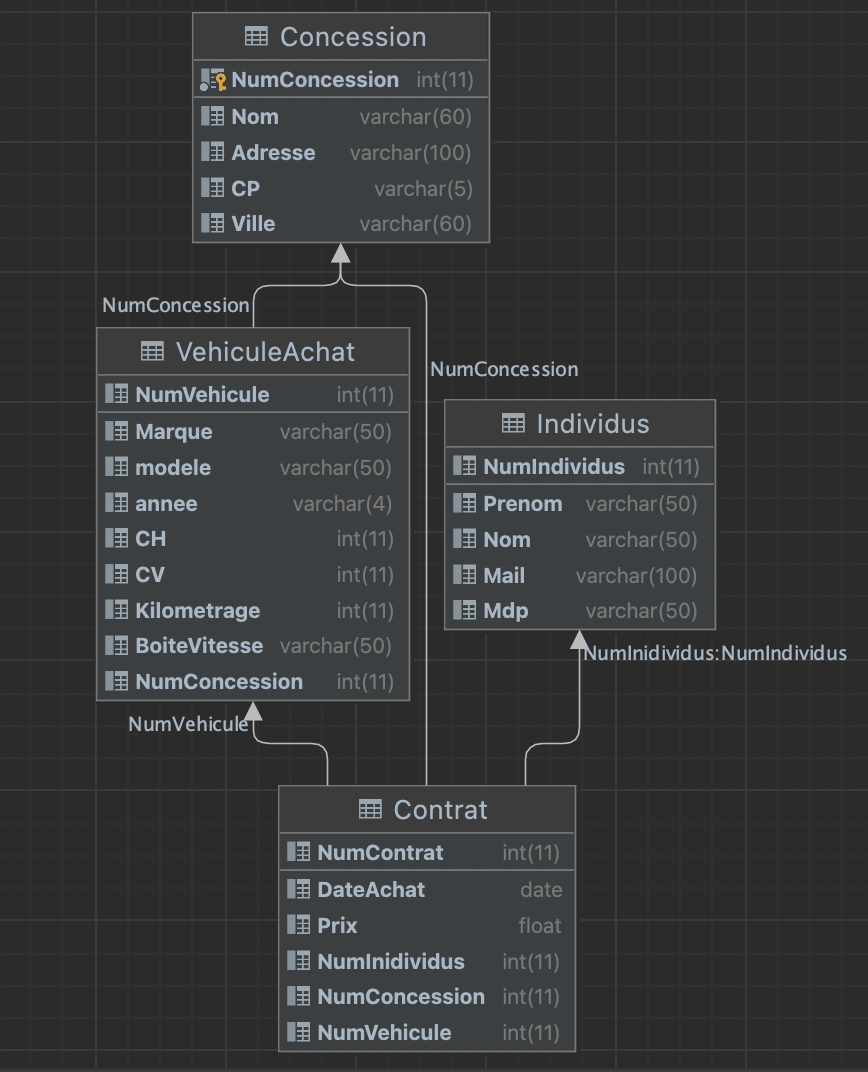 Concession
NumConcession int(11)
Nom varchar(60)
Adresse varchar(100)
CP varchar(5)
Ville varchar(60)
NumConcession
VehiculeAchat
NumVehicule int(11)
Marque varchar(50)
modele varchar(50)
annee varchar(4)
CH int(11)
CV int(11)
Kilometrage int(11)
BoiteVitesse varchar(50)
NumConcession int(11)
NumConcession
Individus
NumIndividus int(11)
Prenom varchar(50)
Nom varchar(50)
Mail varchar(100)
Mdp varchar(50)
NumInidividus:NumIndividus
NumVehicule
Contrat
NumContrat int(11)
DateAchat date
Prix float
NumInidividus int(11)
NumConcession int(11)
NumVehicule int(11)